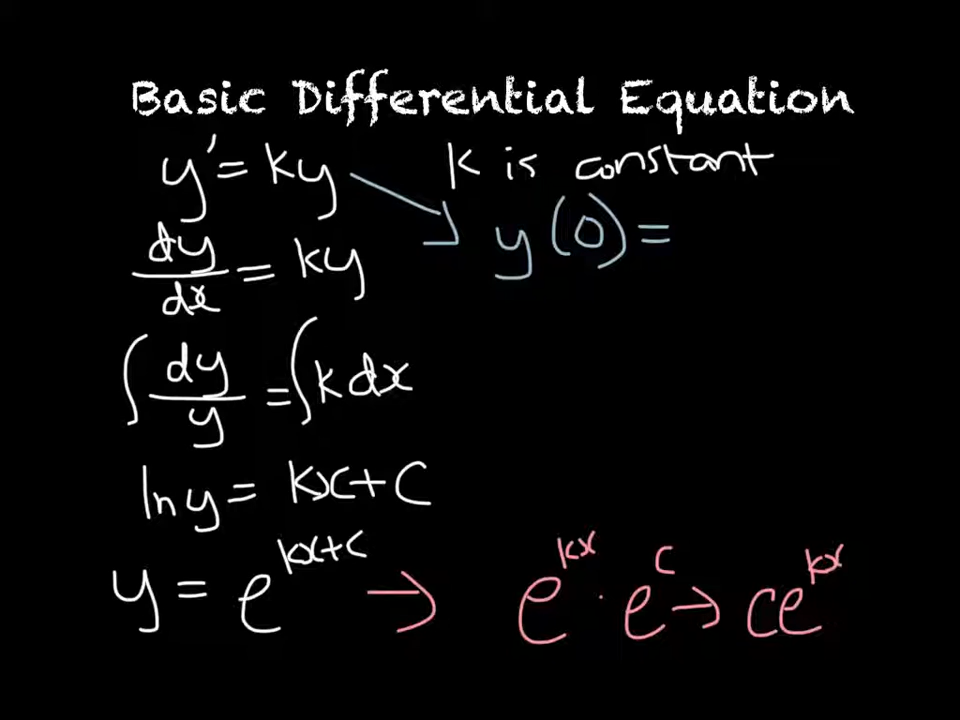 Basic Differential Equation
y' = ky
k is constant
y(0) =
dy/dx = ky
∫ dy/y = ∫ k dx
ln y = kx + c
y = e^{kx+c} → e^{kx} · e^{c} → ce^{kx}